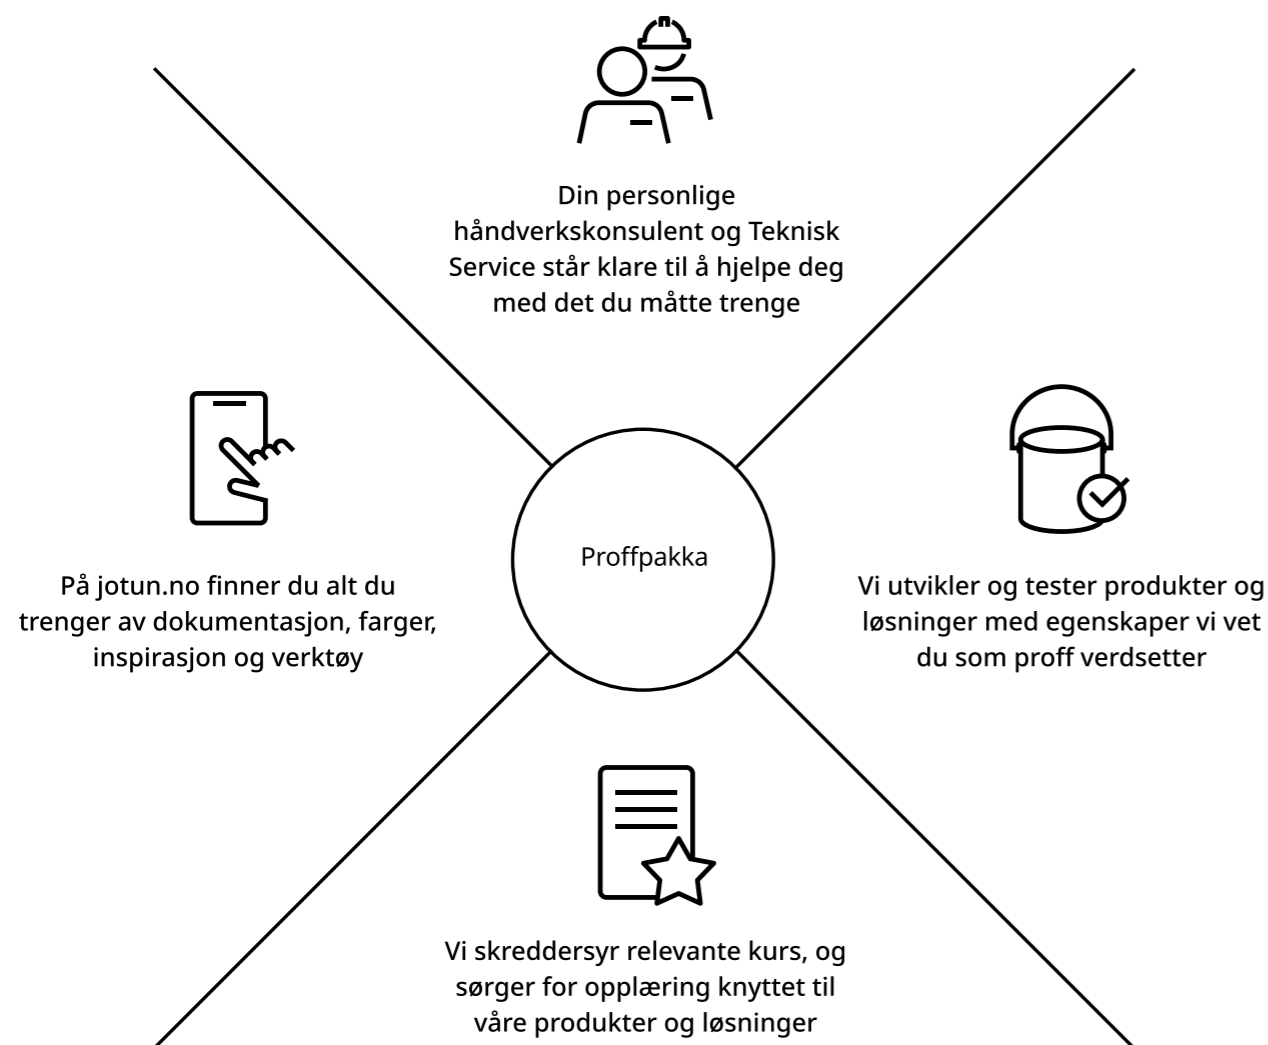 Din personlige
håndverkskonsulent og Teknisk
Service står klare til å hjelpe deg
med det du måtte trenge
På jotun.no finner du alt du
trenger av dokumentasjon, farger,
inspirasjon og verktøy
Proffpakka
Vi utvikler og tester produkter og
løsninger med egenskaper vi vet
du som proff verdsetter
Vi skreddersyr relevante kurs, og
sørger for opplæring knyttet til
våre produkter og løsninger